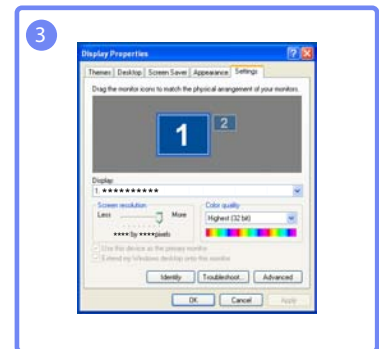 3
Display Properties
Themes Desktop Screen Saver Appearance Settings
Drag the monitor icons to match the physical arrangement of your monitors.
1 2
Display:
1. **********
Screen resolution Color quality
Less More Highest (32 bit)
**** by **** pixels
Use this device as the primary monitor
Extend my Windows desktop onto this monitor
Identify Troubleshoot... Advanced
OK Cancel Apply